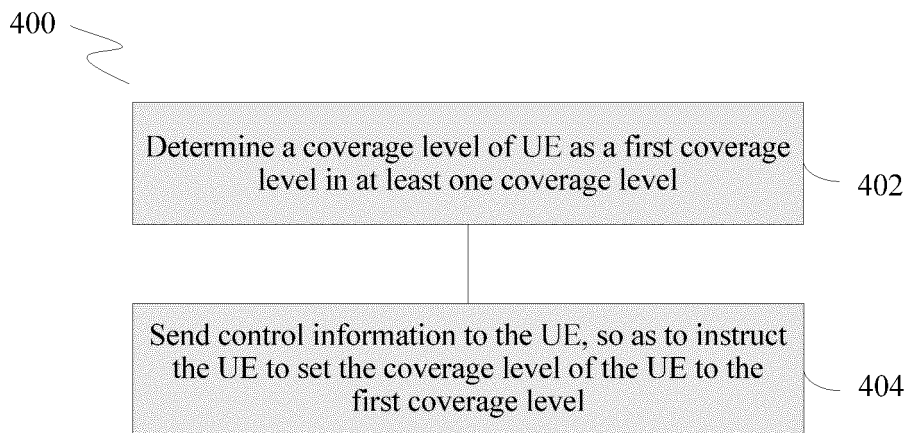 400
Determine a coverage level of UE as a first coverage
level in at least one coverage level
402
Send control information to the UE, so as to instruct
the UE to set the coverage level of the UE to the
first coverage level
404